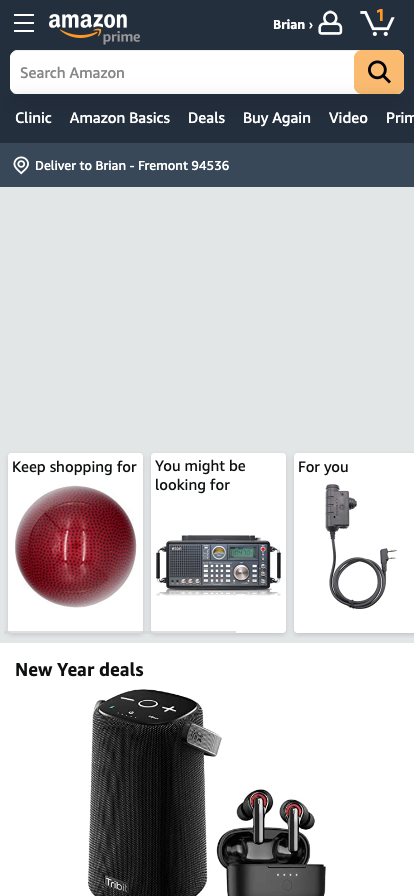 amazon
prime
Brian ›
1
Search Amazon
Clinic Amazon Basics Deals Buy Again Video Prim
Deliver to Brian - Fremont 94536
Keep shopping for
You might be
looking for
For you
New Year deals
Tribit